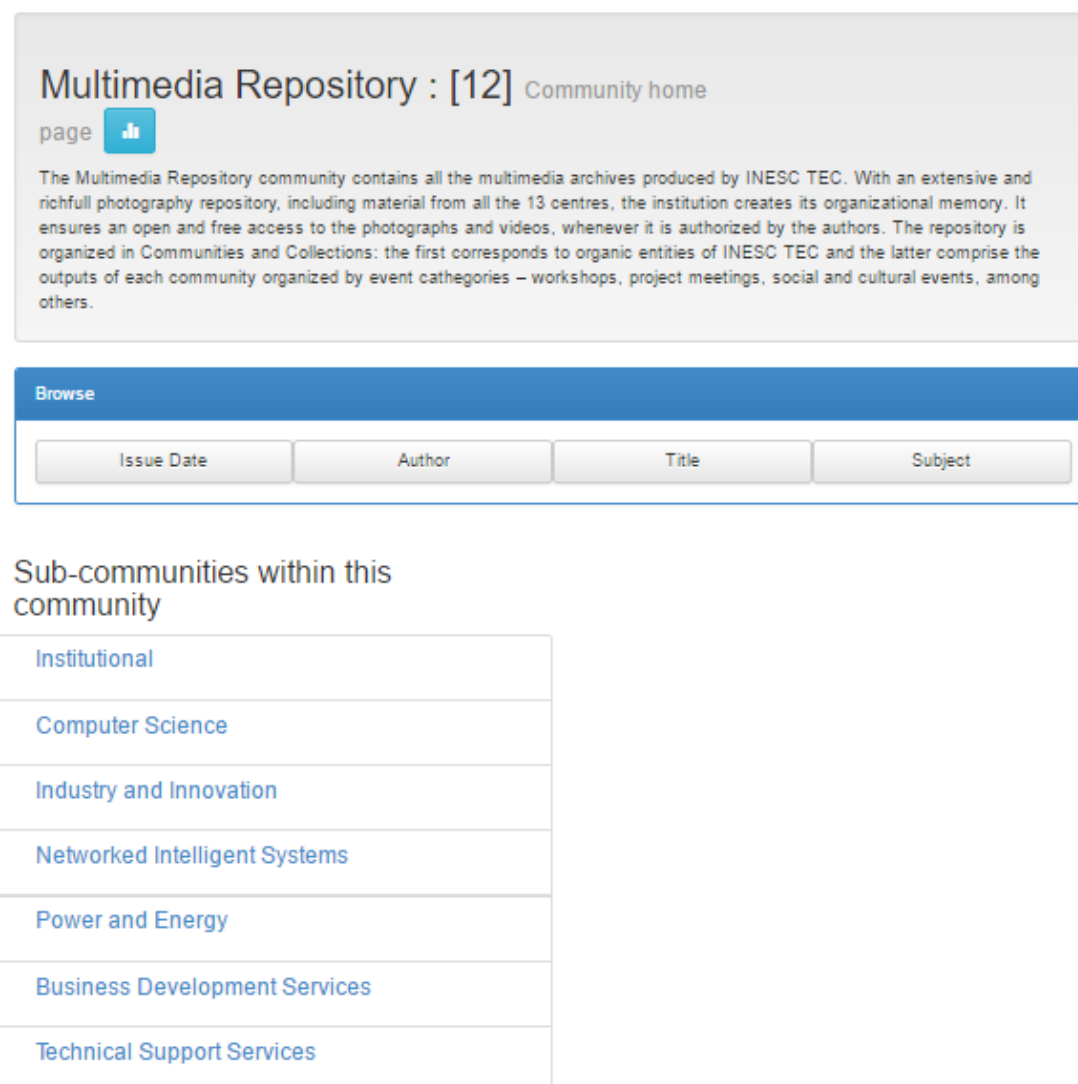 Multimedia Repository : [12] Community home
page
The Multimedia Repository community contains all the multimedia archives produced by INESC TEC. With an extensive and
richfull photography repository, including material from all the 13 centres, the institution creates its organizational memory. It
ensures an open and free access to the photographs and videos, whenever it is authorized by the authors. The repository is
organized in Communities and Collections: the first corresponds to organic entities of INESC TEC and the latter comprise the
outputs of each community organized by event cathegories – workshops, project meetings, social and cultural events, among
others.
Browse
Issue Date Author Title Subject
Sub-communities within this
community
Institutional
Computer Science
Industry and Innovation
Networked Intelligent Systems
Power and Energy
Business Development Services
Technical Support Services